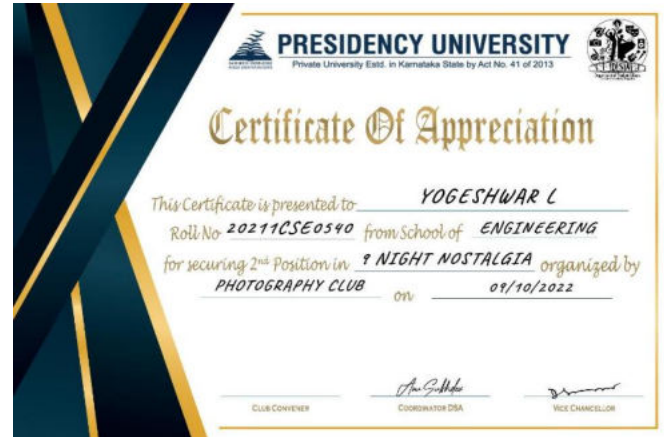 PRESIDENCY UNIVERSITY
Private University Estd. in Karnataka State by Act No. 41 of 2013
Certificate Of Appreciation
This Certificate is presented to YOGESHWAR L
Roll No 20211CSE0540 from School of ENGINEERING
for securing 2nd Position in 9 NIGHT NOSTALGIA organized by
PHOTOGRAPHY CLUB on 09/10/2022
CLUB CONVENER COORDINATOR DSA VICE CHANCELLOR